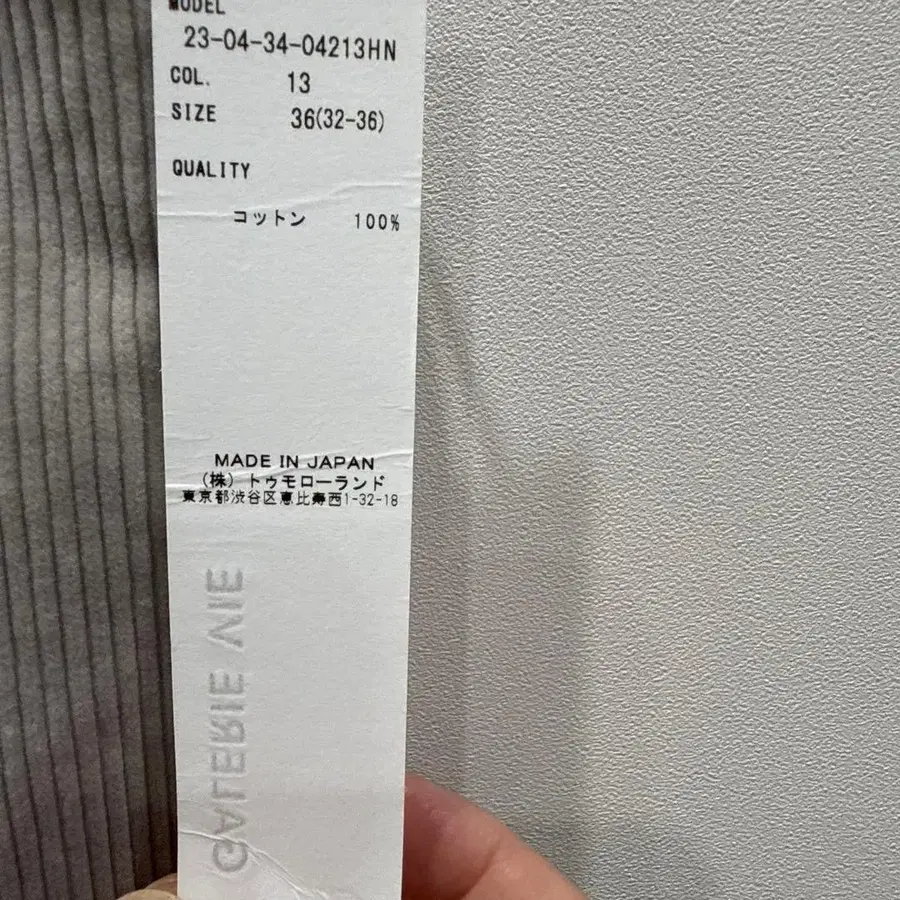 MODEL
23-04-34-04213HN
COL. 13
SIZE 36(32-36)
QUALITY
コットン 100%
MADE IN JAPAN
(株) トゥモローランド
東京都渋谷区恵比寿西1-32-18
GALERIE VIE